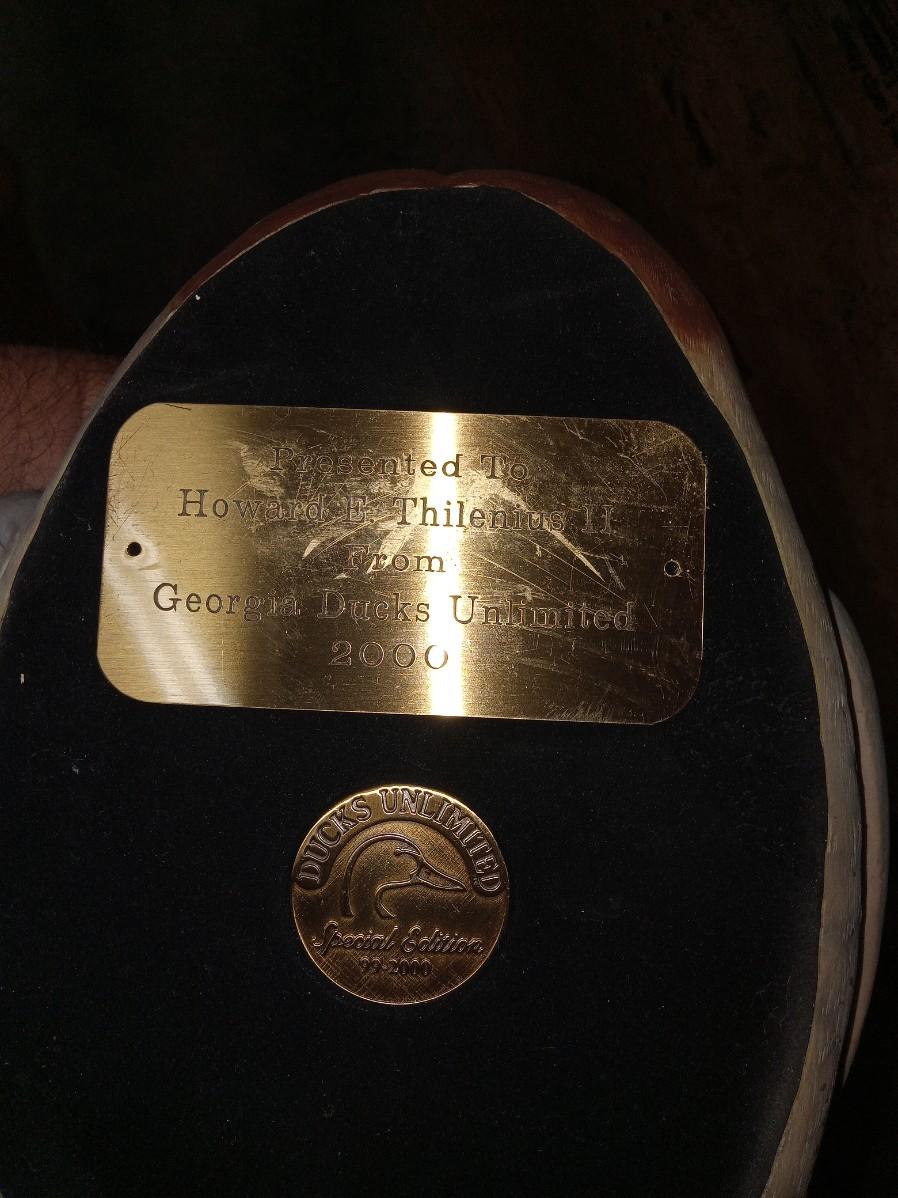 Presented To
Howard E. Thilenius II
From
Georgia Ducks Unlimited
2000
DUCKS UNLIMITED
Special Edition
99-2000